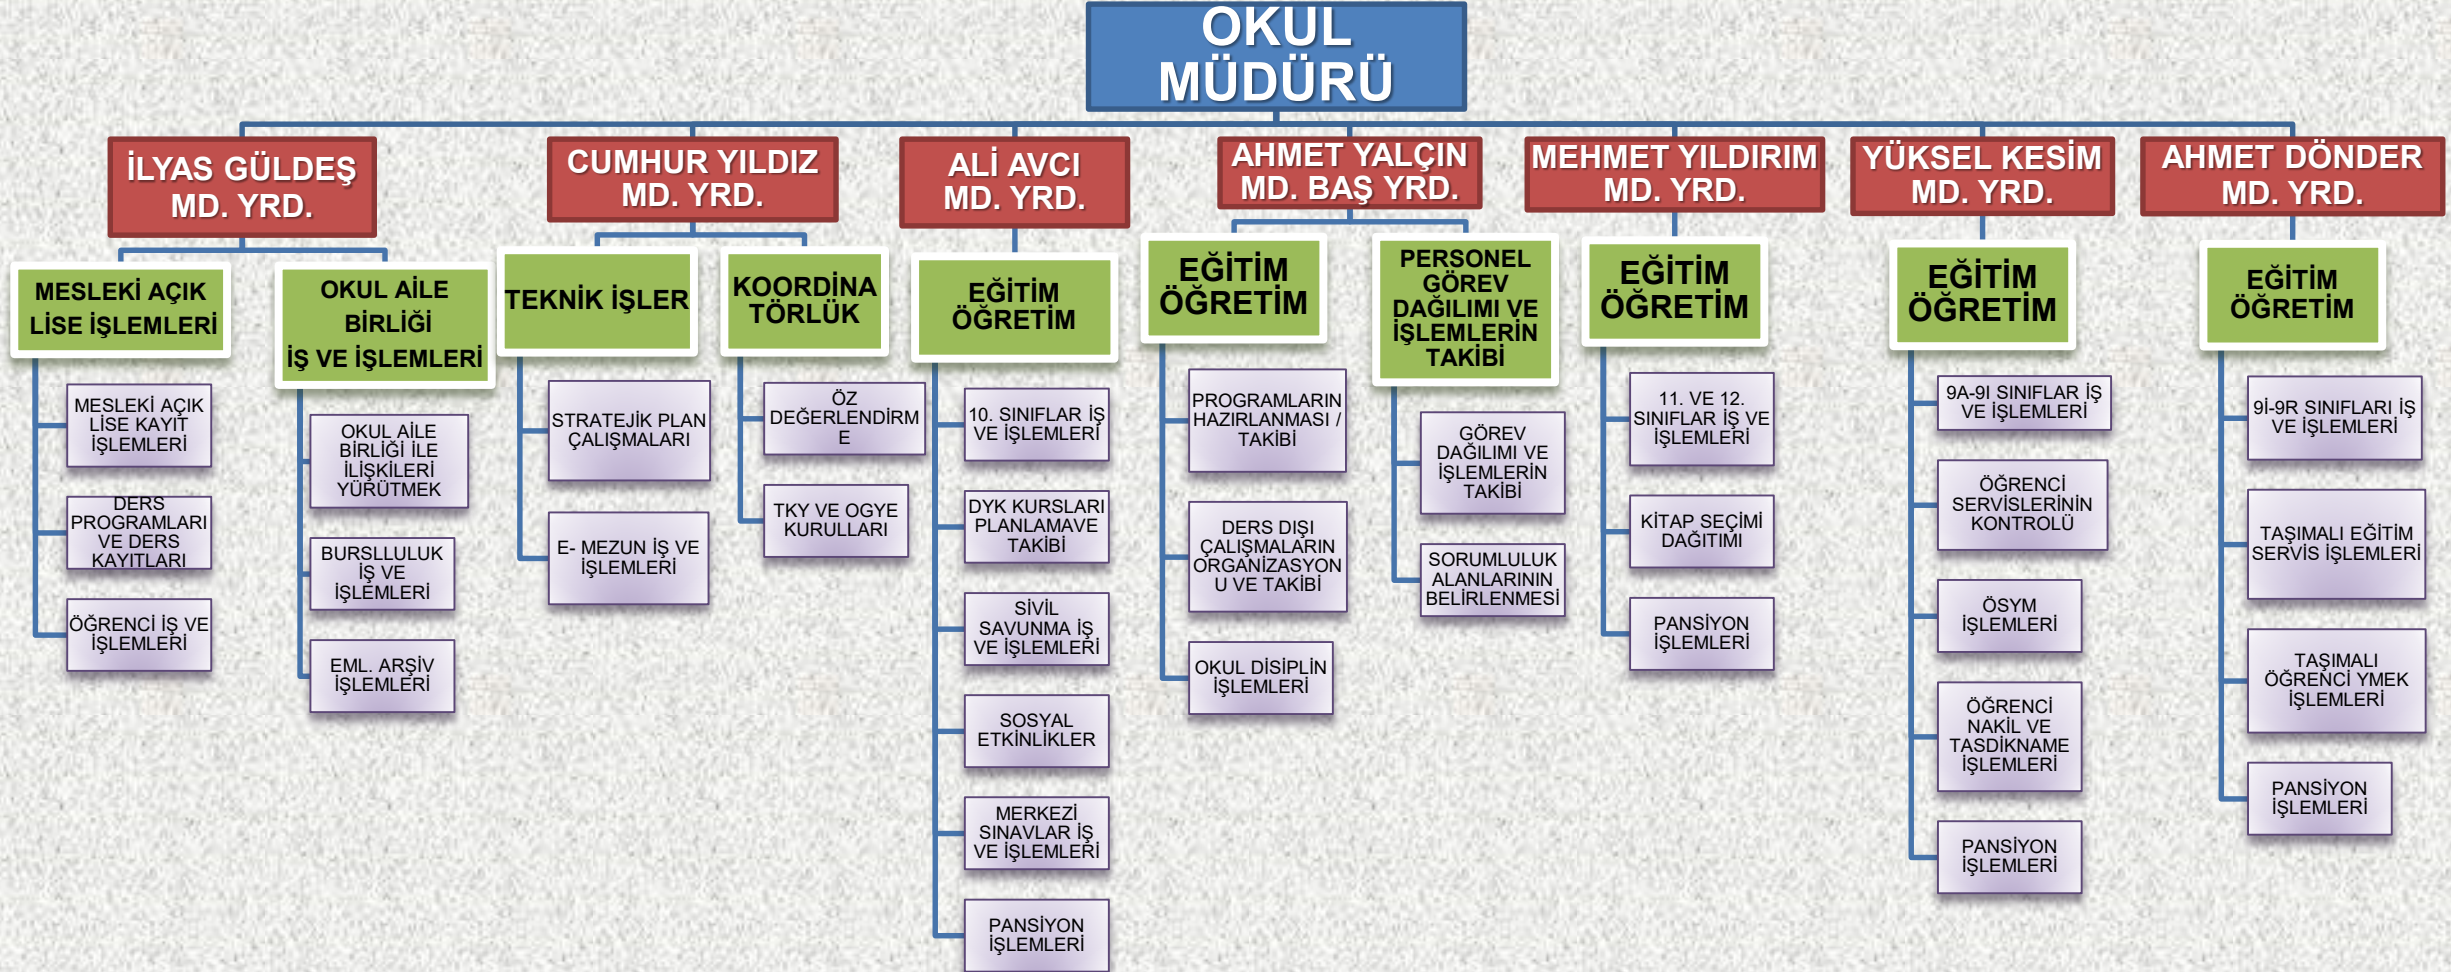 OKUL
MÜDÜRÜ
İLYAS GÜLDEŞ
MD. YRD.
MESLEKİ AÇIK
LİSE İŞLEMLERİ
MESLEKİ AÇIK
LİSE KAYIT
İŞLEMLERİ
DERS
PROGRAMLARI
VE DERS
KAYITLARI
ÖĞRENCİ İŞ VE
İŞLEMLERİ
OKUL AİLE
BİRLİĞİ
İŞ VE İŞLEMLERİ
OKUL AİLE
BİRLİĞİ İLE
İLİŞKİLERİ
YÜRÜTMEK
BURSLLULUK
İŞ VE
İŞLEMLERİ
EML. ARŞİV
İŞLEMLERİ
CUMHUR YILDIZ
MD. YRD.
TEKNİK İŞLER
STRATEJİK PLAN
ÇALIŞMALARI
E- MEZUN İŞ VE
İŞLEMLERİ
KOORDİNA
TÖRLÜK
ÖZ
DEĞERLENDİRM
E
TKY VE OGYE
KURULLARI
ALİ AVCI
MD. YRD.
EĞİTİM
ÖĞRETİM
10. SINIFLAR İŞ
VE İŞLEMLERİ
DYK KURSLARI
PLANLAMAVE
TAKİBİ
SİVİL
SAVUNMA İŞ
VE İŞLEMLERİ
SOSYAL
ETKİNLİKLER
MERKEZİ
SINAVLAR İŞ
VE İŞLEMLERİ
PANSİYON
İŞLEMLERİ
AHMET YALÇIN
MD. BAŞ YRD.
EĞİTİM
ÖĞRETİM
PROGRAMLARIN
HAZIRLANMASI /
TAKİBİ
DERS DIŞI
ÇALIŞMALARIN
ORGANİZASYON
U VE TAKİBİ
OKUL DİSİPLİN
İŞLEMLERİ
PERSONEL
GÖREV
DAĞILIMI VE
İŞLEMLERİN
TAKİBİ
GÖREV
DAĞILIMI VE
İŞLEMLERİN
TAKİBİ
SORUMLULUK
ALANLARININ
BELİRLENMESİ
MEHMET YILDIRIM
MD. YRD.
EĞİTİM
ÖĞRETİM
11. VE 12.
SINIFLAR İŞ VE
İŞLEMLERİ
KİTAP SEÇİMİ
DAĞITIMI
PANSİYON
İŞLEMLERİ
YÜKSEL KESİM
MD. YRD.
EĞİTİM
ÖĞRETİM
9A-9I SINIFLAR İŞ
VE İŞLEMLERİ
ÖĞRENCİ
SERVİSLERİNİN
KONTROLÜ
ÖSYM
İŞLEMLERİ
ÖĞRENCİ
NAKİL VE
TASDİKNAME
İŞLEMLERİ
PANSİYON
İŞLEMLERİ
AHMET DÖNDER
MD. YRD.
EĞİTİM
ÖĞRETİM
9İ-9R SINIFLARI İŞ
VE İŞLEMLERİ
TAŞIMALI EĞİTİM
SERVİS İŞLEMLERİ
TAŞIMALI
ÖĞRENCİ YMEK
İŞLEMLERİ
PANSİYON
İŞLEMLERİ